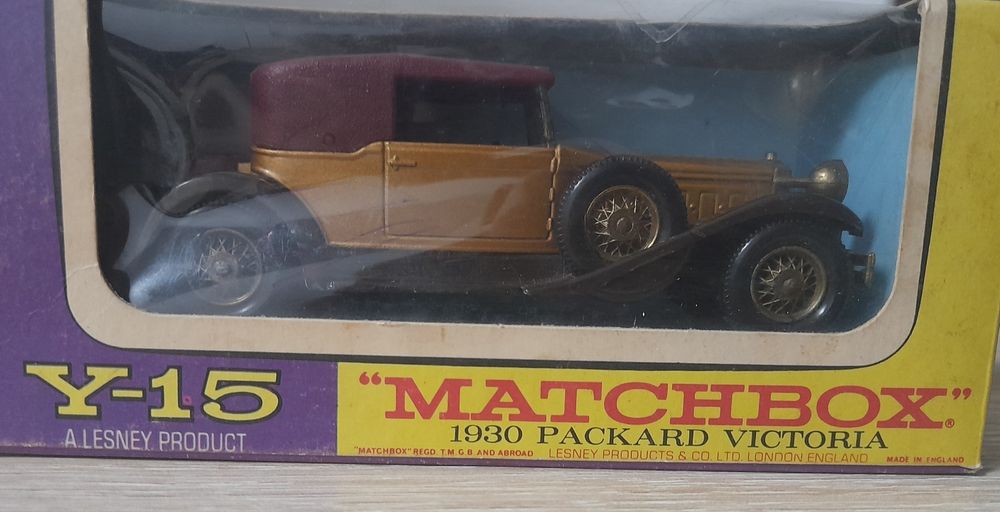 Y-15
A LESNEY PRODUCT
"MATCHBOX"®
1930 PACKARD VICTORIA
"MATCHBOX" REGD. T.M. G.B. AND ABROAD LESNEY PRODUCTS & CO. LTD. LONDON ENGLAND MADE IN ENGLAND